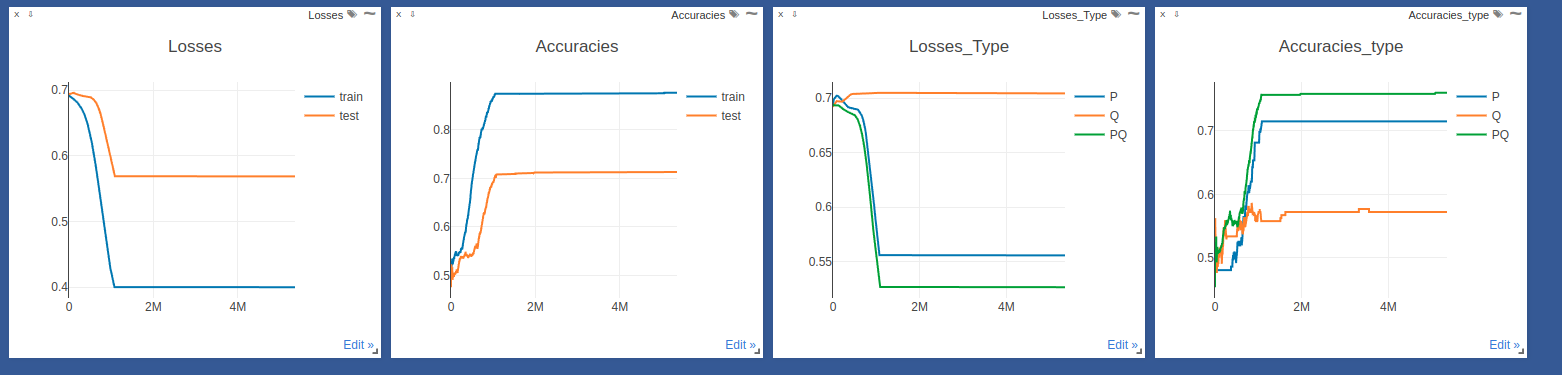 X ⇩ Losses
Losses
0.7
0.6
0.5
0.4
0 2M 4M
train
test
Edit »
X ⇩ Accuracies
Accuracies
0.8
0.7
0.6
0.5
0 2M 4M
train
test
Edit »
X ⇩ Losses_Type
Losses_Type
0.7
0.65
0.6
0.55
0 2M 4M
P
Q
PQ
Edit »
X ⇩ Accuracies_type
Accuracies_type
0.7
0.6
0.5
0 2M 4M
P
Q
PQ
Edit »